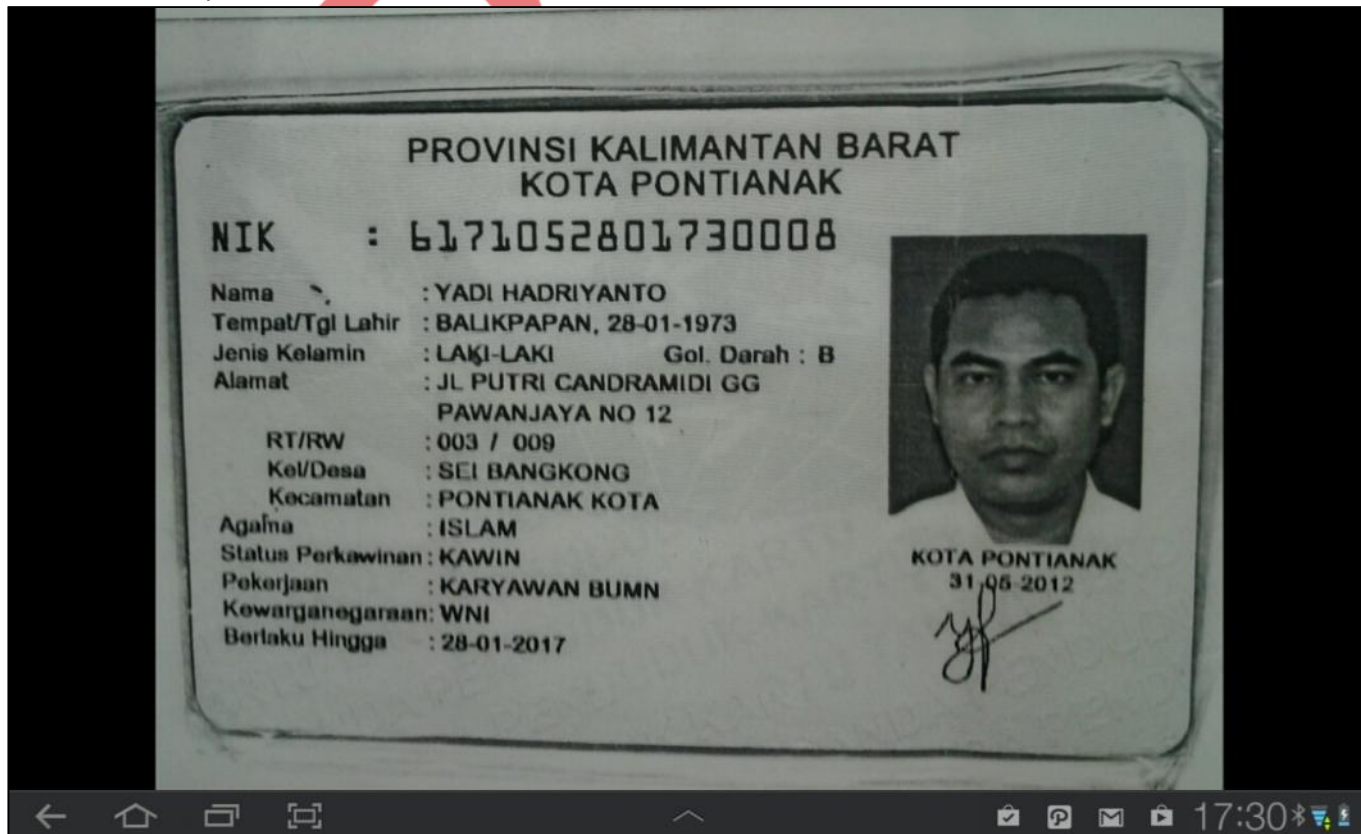 PROVINSI KALIMANTAN BARAT
KOTA PONTIANAK
NIK : 6171052801730008
Nama : YADI HADRIYANTO
Tempat/Tgl Lahir : BALIKPAPAN, 28-01-1973
Jenis Kelamin : LAKI-LAKI Gol. Darah : B
Alamat : JL PUTRI CANDRAMIDI GG
PAWANJAYA NO 12
RT/RW : 003 / 009
Kel/Desa : SEI BANGKONG
Kecamatan : PONTIANAK KOTA
Agama : ISLAM
Status Perkawinan : KAWIN
Pekerjaan : KARYAWAN BUMN
Kewarganegaraan : WNI
Berlaku Hingga : 28-01-2017
KOTA PONTIANAK
31-05-2012
17:30